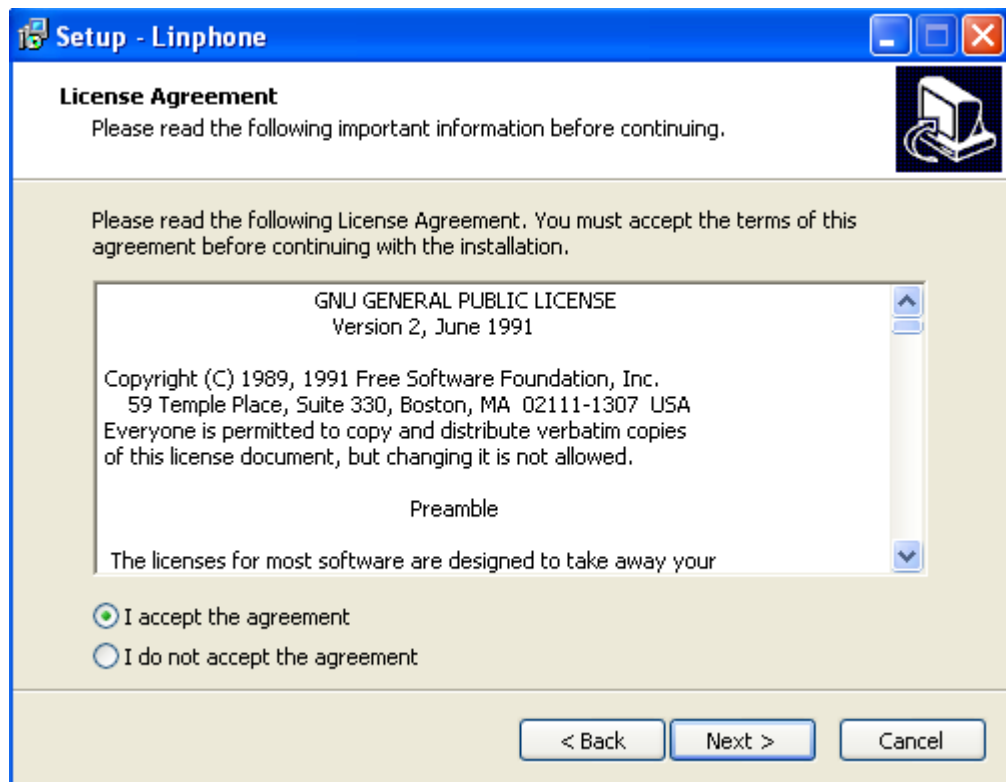 Setup - Linphone
License Agreement
Please read the following important information before continuing.
Please read the following License Agreement. You must accept the terms of this
agreement before continuing with the installation.
GNU GENERAL PUBLIC LICENSE
Version 2, June 1991
Copyright (C) 1989, 1991 Free Software Foundation, Inc.
59 Temple Place, Suite 330, Boston, MA  02111-1307  USA
Everyone is permitted to copy and distribute verbatim copies
of this license document, but changing it is not allowed.
Preamble
The licenses for most software are designed to take away your
I accept the agreement
I do not accept the agreement
< Back
Next >
Cancel